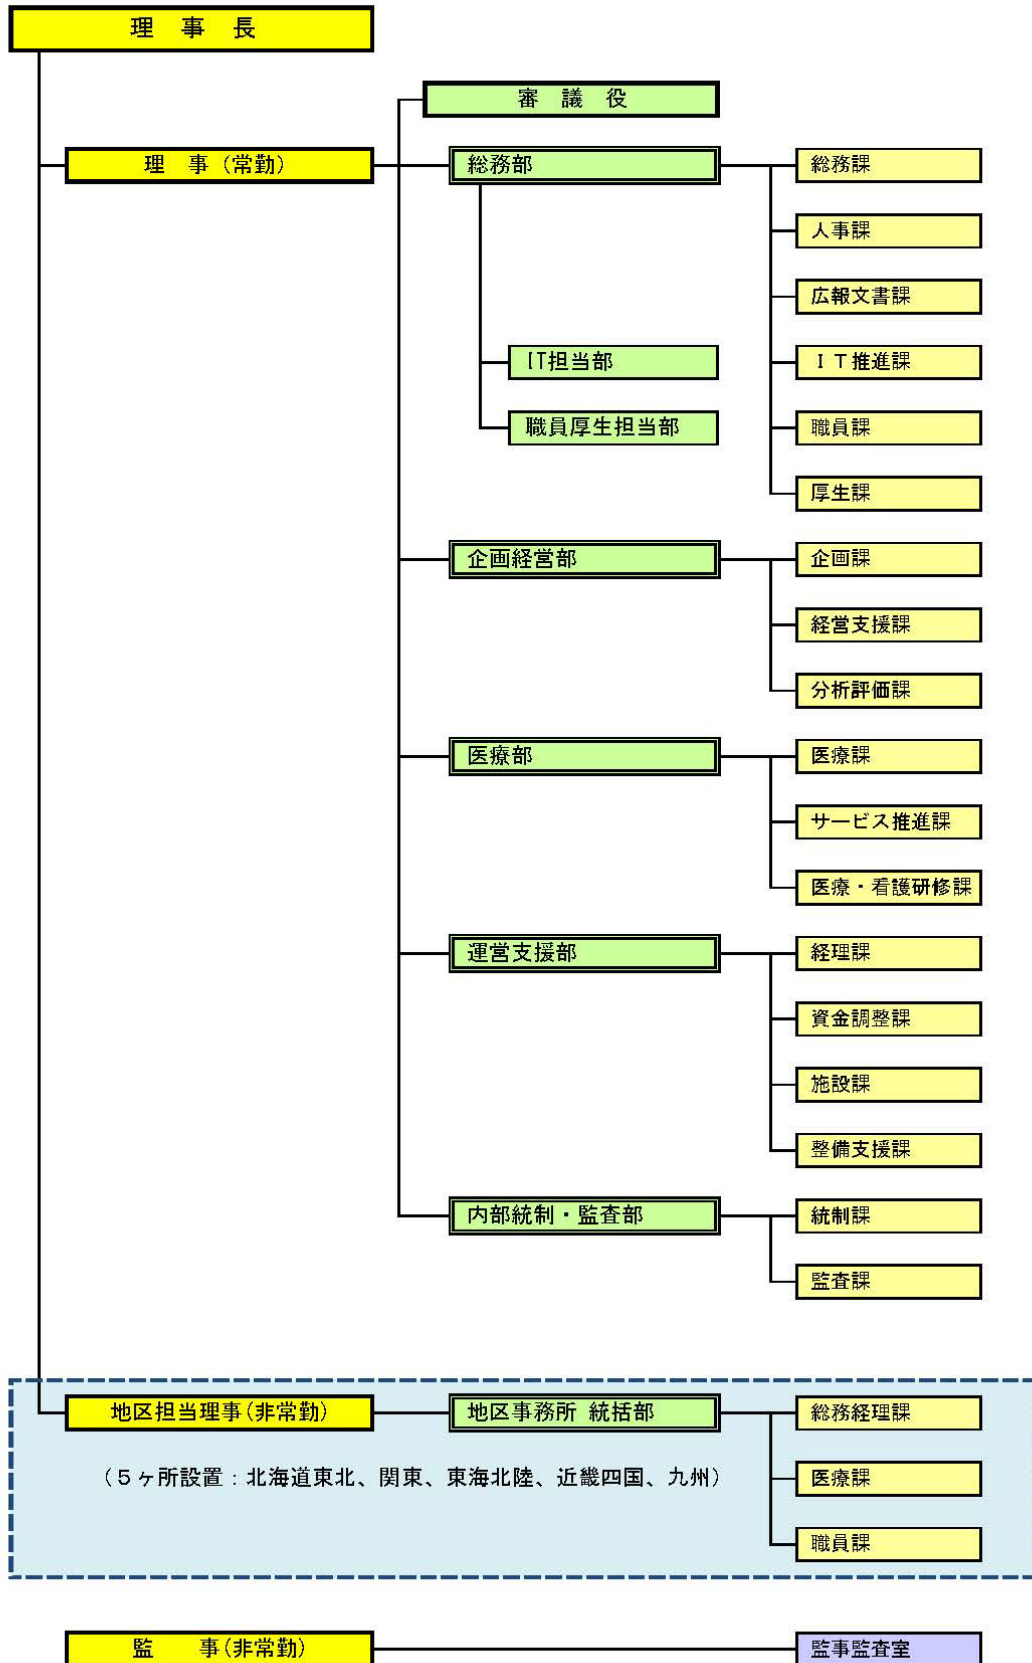 理　事　長
審　議　役
理　事（常勤）
総務部
総務課
人事課
広報文書課
IT担当部
ＩＴ推進課
職員厚生担当部
職員課
厚生課
企画経営部
企画課
経営支援課
分析評価課
医療部
医療課
サービス推進課
医療・看護研修課
運営支援部
経理課
資金調整課
施設課
整備支援課
内部統制・監査部
統制課
監査課
地区担当理事(非常勤)
地区事務所 統括部
総務経理課
（５ヶ所設置：北海道東北、関東、東海北陸、近畿四国、九州）
医療課
職員課
監　　事(非常勤)
監事監査室